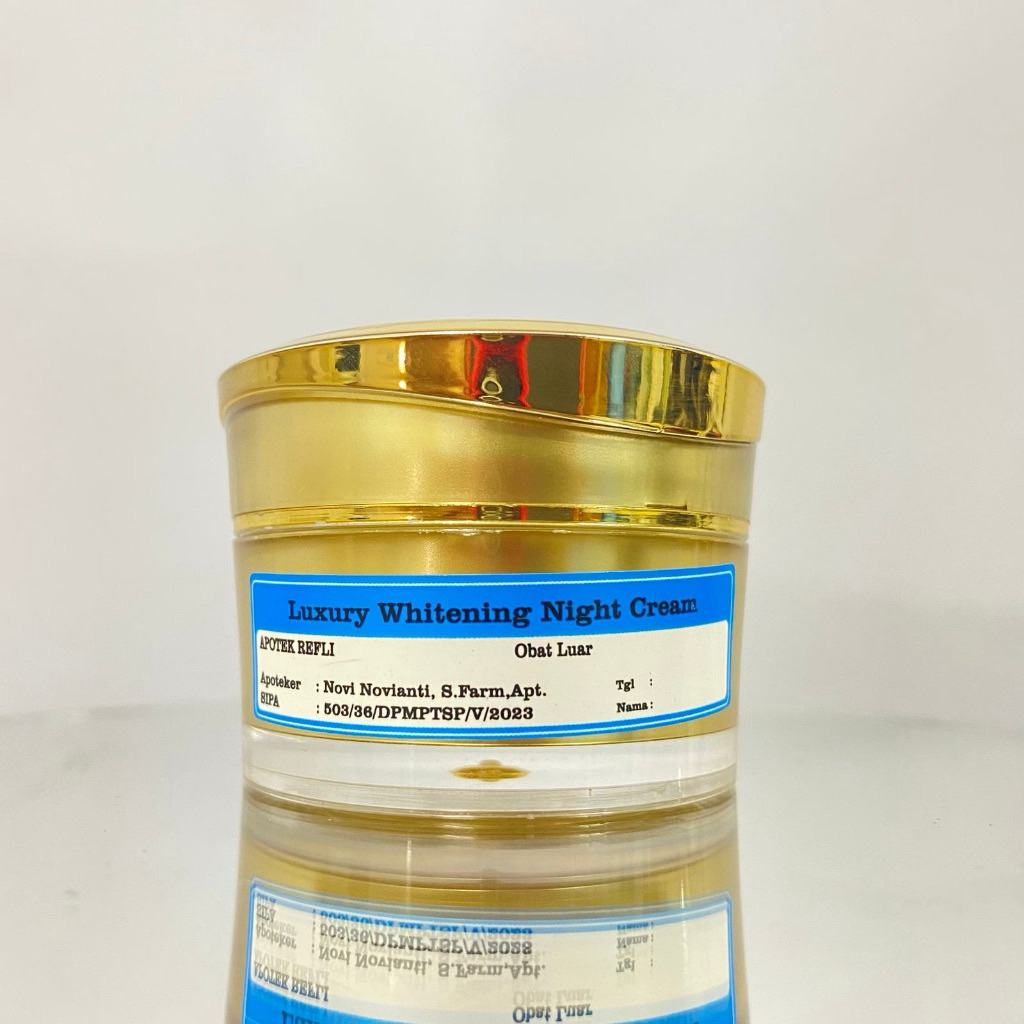 Luxury Whitening Night Cream
APOTEK REFLI Obat Luar
Apoteker : Novi Novianti, S.Farm,Apt. Tgl :
SIPA : 503/36/DPMPTSP/V/2023 Nama :